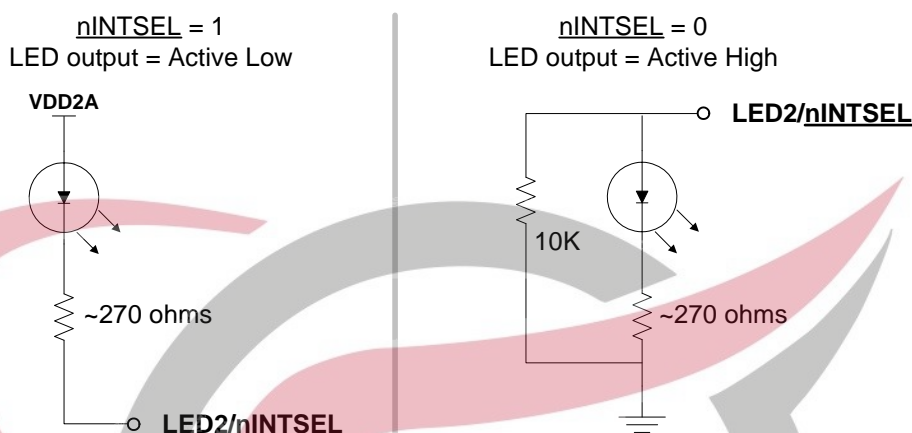 nINTSEL = 1
LED output = Active Low
VDD2A
~270 ohms
LED2/nINTSEL
nINTSEL = 0
LED output = Active High
LED2/nINTSEL
10K
~270 ohms